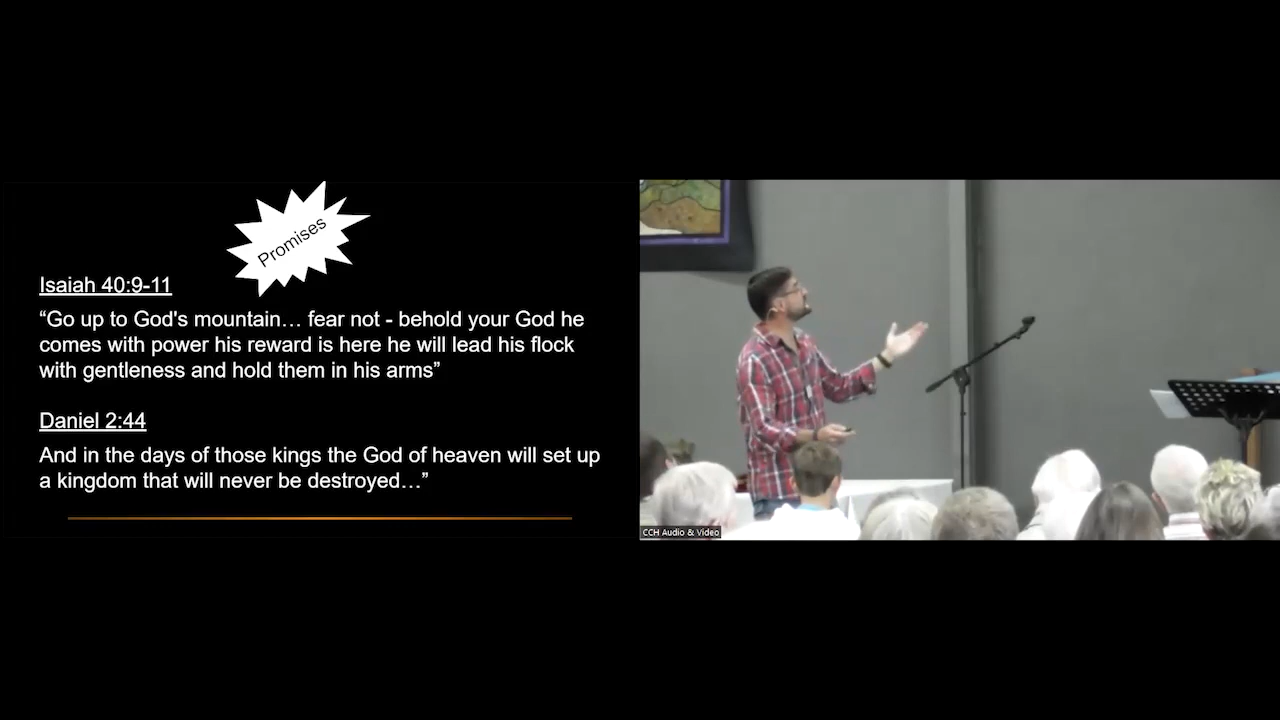 Promises
Isaiah 40:9-11
“Go up to God's mountain… fear not - behold your God he
comes with power his reward is here he will lead his flock
with gentleness and hold them in his arms”
Daniel 2:44
And in the days of those kings the God of heaven will set up
a kingdom that will never be destroyed…”
CCH Audio & Video